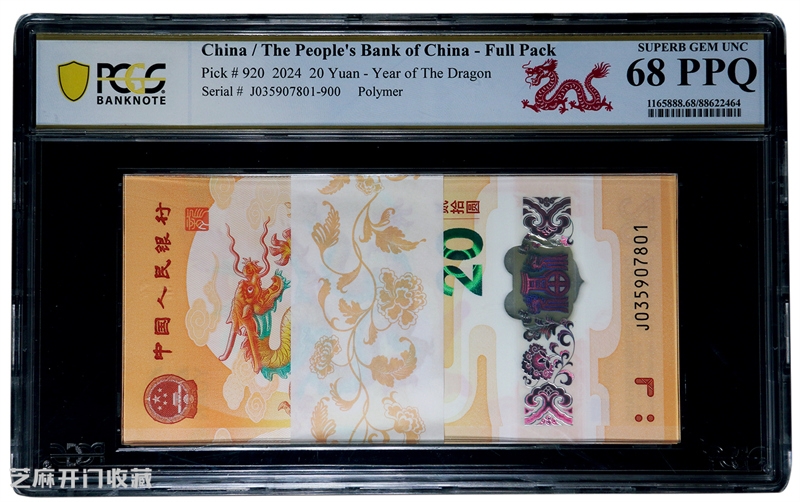 PCGS
BANKNOTE
China / The People's Bank of China - Full Pack
Pick # 920 2024 20 Yuan - Year of The Dragon
Serial # J035907801-900 Polymer
SUPERB GEM UNC
68 PPQ
1165888.68/88622464
中國人民银行
贰拾圆
20
J035907801
芝麻开门收藏